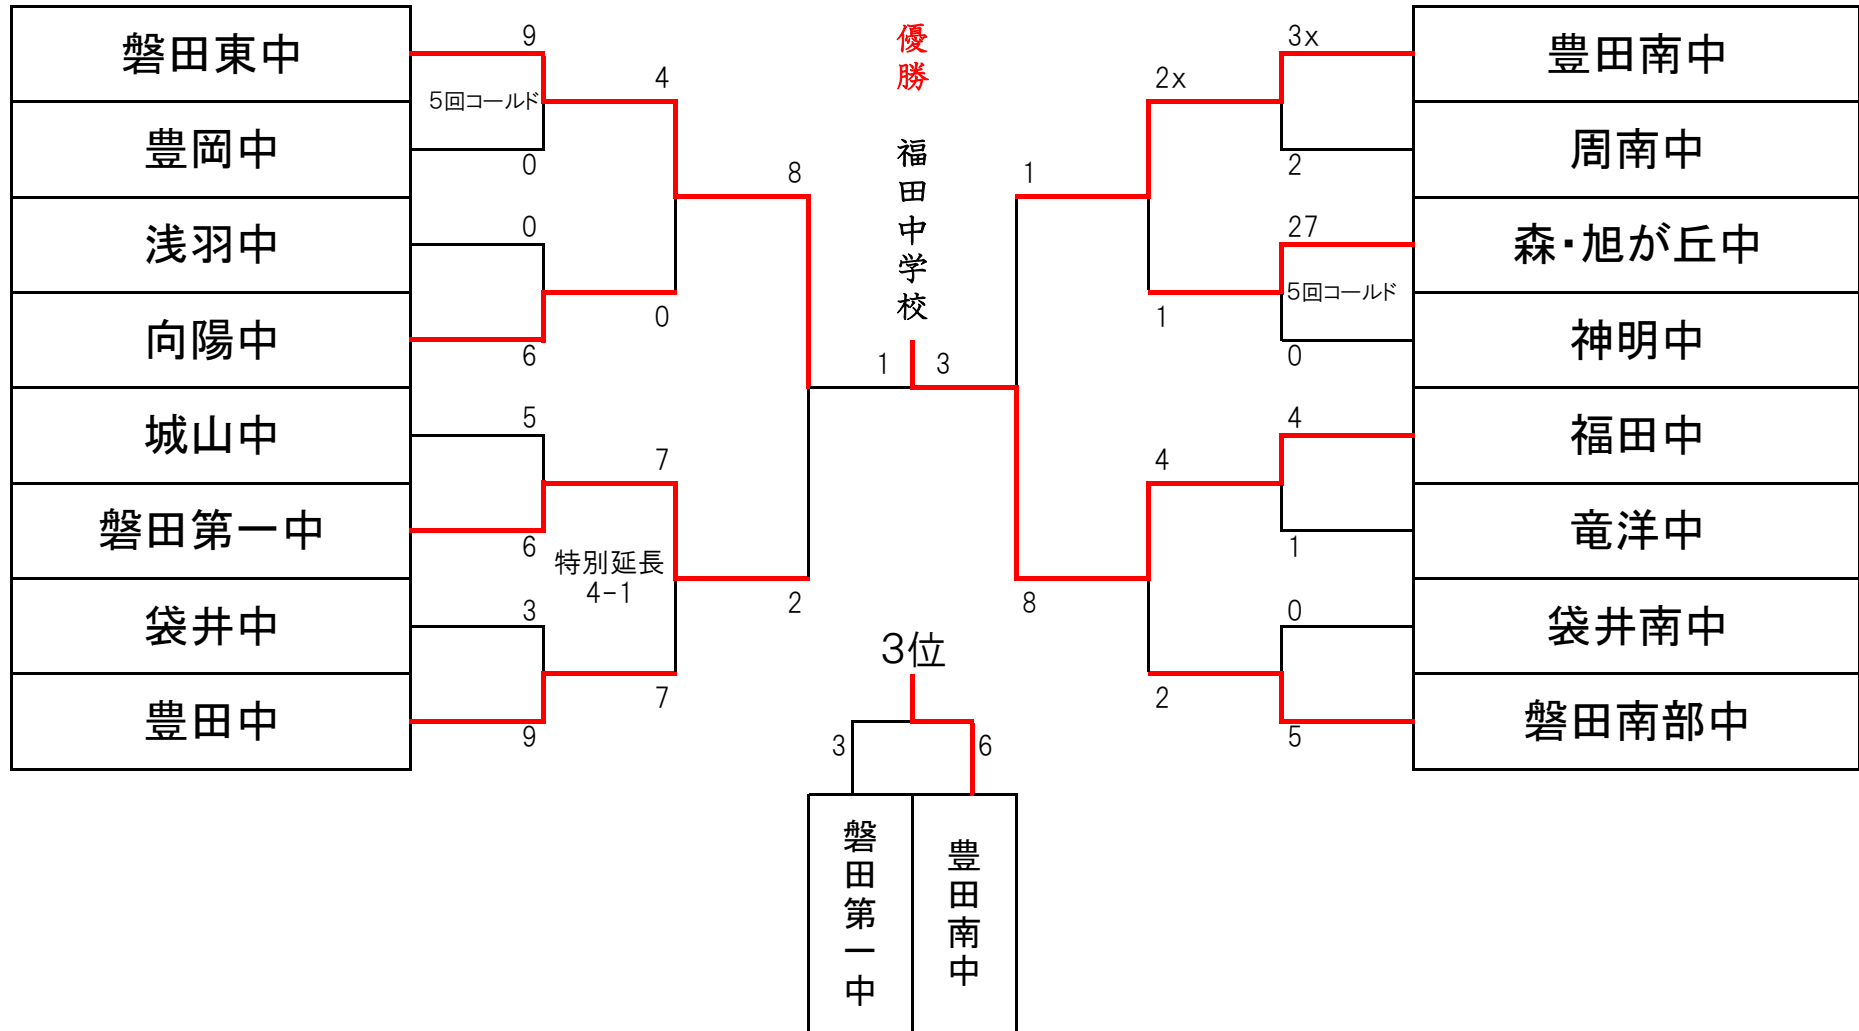 磐田東中
豊岡中
浅羽中
向陽中
城山中
磐田第一中
袋井中
豊田中
9
5回コールド
0
0
6
5
6
3
9
4
0
7
特別延長
4-1
7
8
2
優勝
福田中学校
1
3
1
8
2x
1
4
2
3x
2
27
5回コールド
0
4
1
0
5
豊田南中
周南中
森・旭が丘中
神明中
福田中
竜洋中
袋井南中
磐田南部中
3位
3
6
磐田第一中
豊田南中